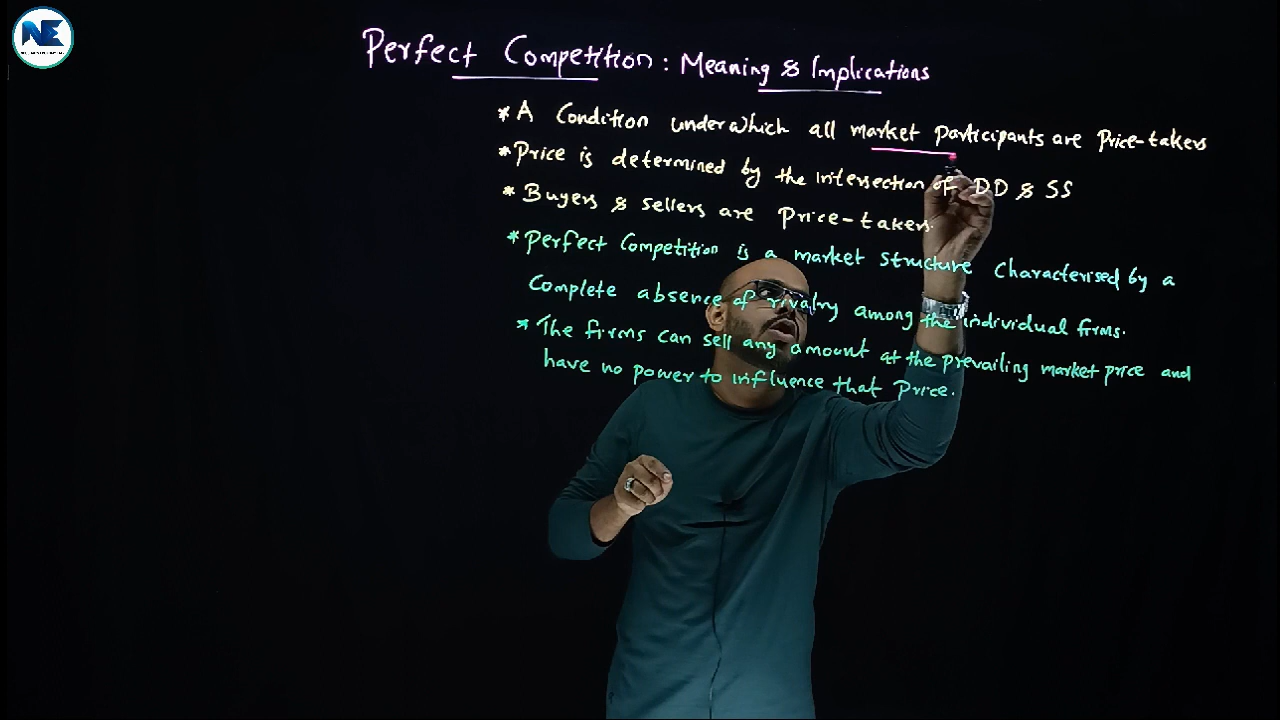 NE
Perfect Competition : Meaning & Implications
* A Condition under which all market participants are Price-takers
* Price is determined by the intersection of DD & SS
* Buyers & sellers are Price-takers.
* Perfect Competition is a market structure characterised by a
Complete absence of rivalry among the individual firms.
* The firms can sell any amount at the prevailing market price and
have no power to influence that Price.